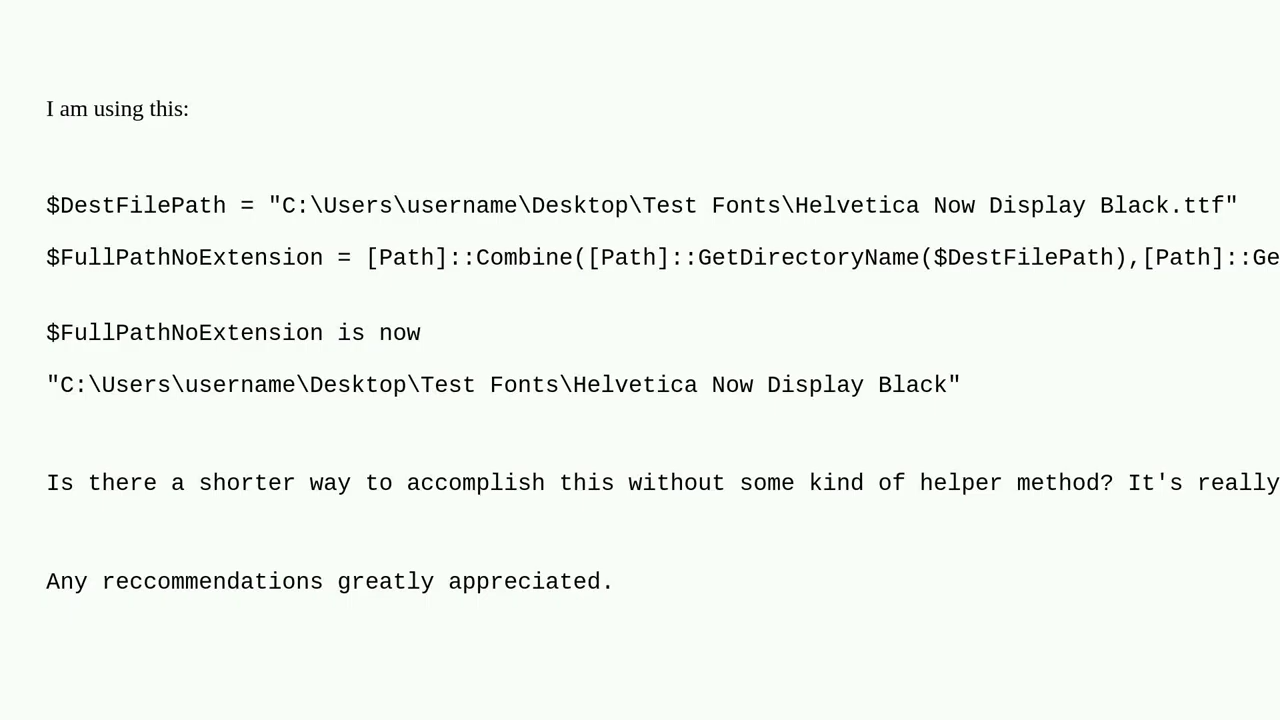 I am using this:
$DestFilePath = "C:\Users\username\Desktop\Test Fonts\Helvetica Now Display Black.ttf"
$FullPathNoExtension = [Path]::Combine([Path]::GetDirectoryName($DestFilePath),[Path]::Ge
$FullPathNoExtension is now
"C:\Users\username\Desktop\Test Fonts\Helvetica Now Display Black"
Is there a shorter way to accomplish this without some kind of helper method? It's really
Any reccommendations greatly appreciated.